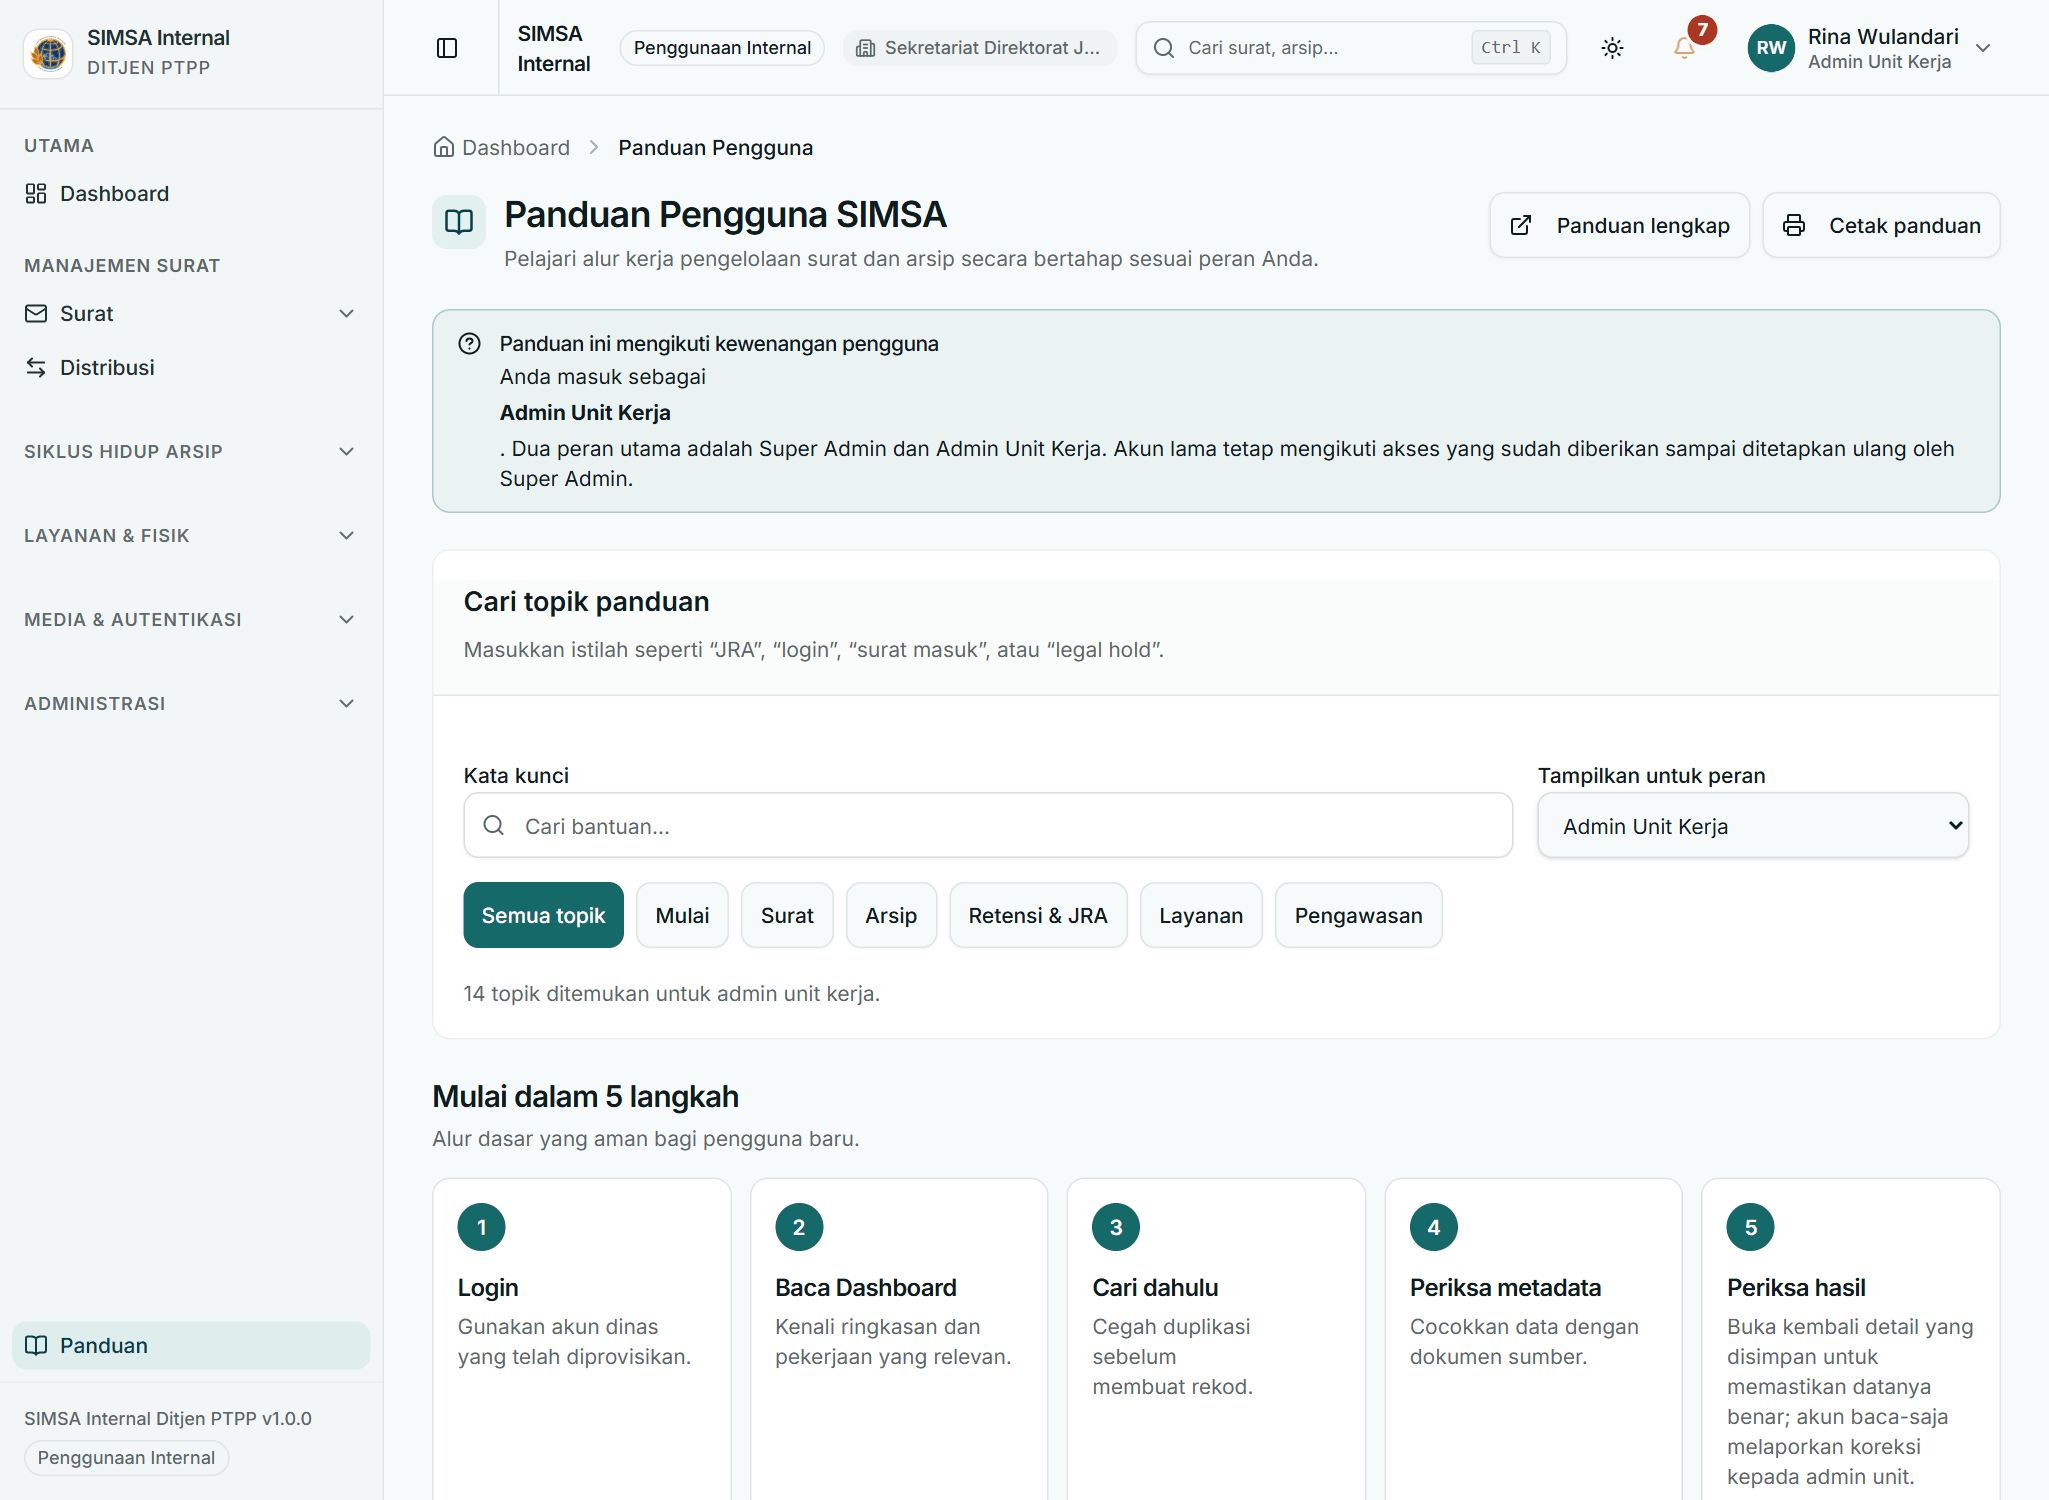 SIMSA Internal
DITJEN PTPP
UTAMA
Dashboard
MANAJEMEN SURAT
Surat
Distribusi
SIKLUS HIDUP ARSIP
LAYANAN & FISIK
MEDIA & AUTENTIKASI
ADMINISTRASI
Panduan
SIMSA Internal Ditjen PTPP v1.0.0
Penggunaan Internal
SIMSA
Internal
Penggunaan Internal
Sekretariat Direktorat J...
Cari surat, arsip...
Ctrl K
7
RW
Rina Wulandari
Admin Unit Kerja
Dashboard
Panduan Pengguna
Panduan Pengguna SIMSA
Pelajari alur kerja pengelolaan surat dan arsip secara bertahap sesuai peran Anda.
Panduan lengkap
Cetak panduan
Panduan ini mengikuti kewenangan pengguna
Anda masuk sebagai
Admin Unit Kerja
. Dua peran utama adalah Super Admin dan Admin Unit Kerja. Akun lama tetap mengikuti akses yang sudah diberikan sampai ditetapkan ulang oleh
Super Admin.
Cari topik panduan
Masukkan istilah seperti “JRA”, “login”, “surat masuk”, atau “legal hold”.
Kata kunci
Cari bantuan...
Tampilkan untuk peran
Admin Unit Kerja
Semua topik
Mulai
Surat
Arsip
Retensi & JRA
Layanan
Pengawasan
14 topik ditemukan untuk admin unit kerja.
Mulai dalam 5 langkah
Alur dasar yang aman bagi pengguna baru.
1
Login
Gunakan akun dinas
yang telah diprovisikan.
2
Baca Dashboard
Kenali ringkasan dan
pekerjaan yang relevan.
3
Cari dahulu
Cegah duplikasi
sebelum
membuat rekod.
4
Periksa metadata
Cocokkan data dengan
dokumen sumber.
5
Periksa hasil
Buka kembali detail yang
disimpan untuk
memastikan datanya
benar; akun baca-saja
melaporkan koreksi
kepada admin unit.